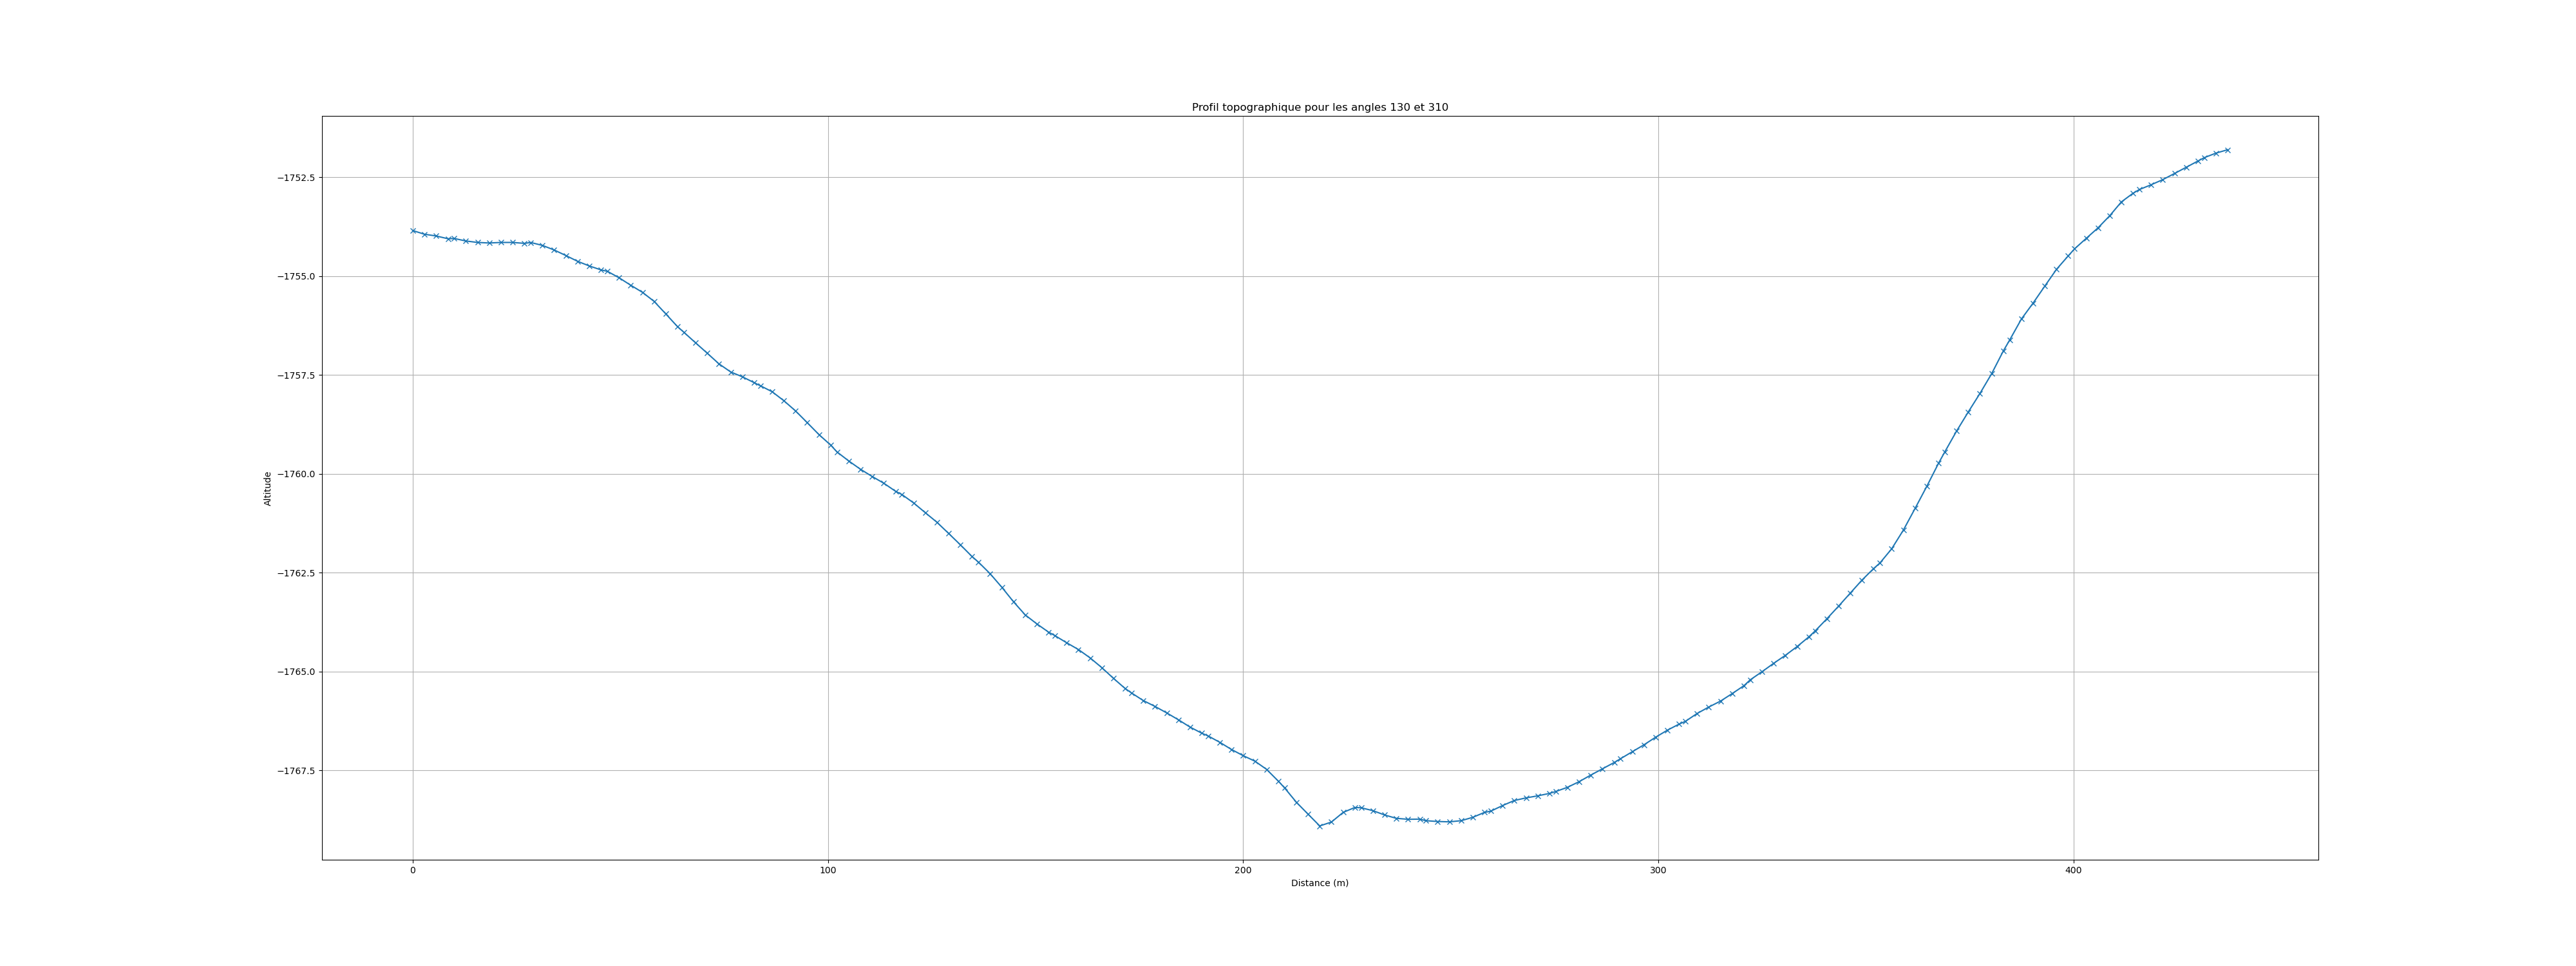 Profil topographique pour les angles 130 et 310
−1752.5
−1755.0
−1757.5
−1760.0
−1762.5
−1765.0
−1767.5
Altitude
0 100 200 300 400
Distance (m)